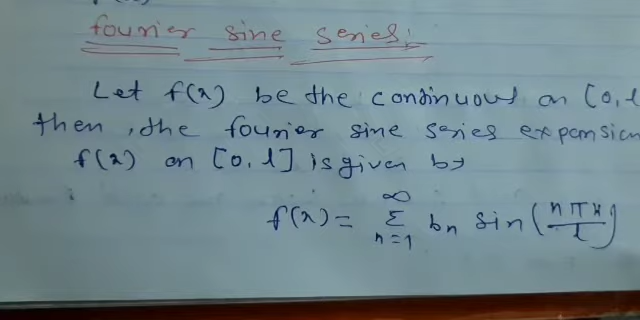 fourier sine series:
Let f(x) be the continuous on [0, l
then, the fourier sine series expansion
f(x) on [0, l] is given by
f(x) = ∞ Σ n=1 bn sin (nπx/l)